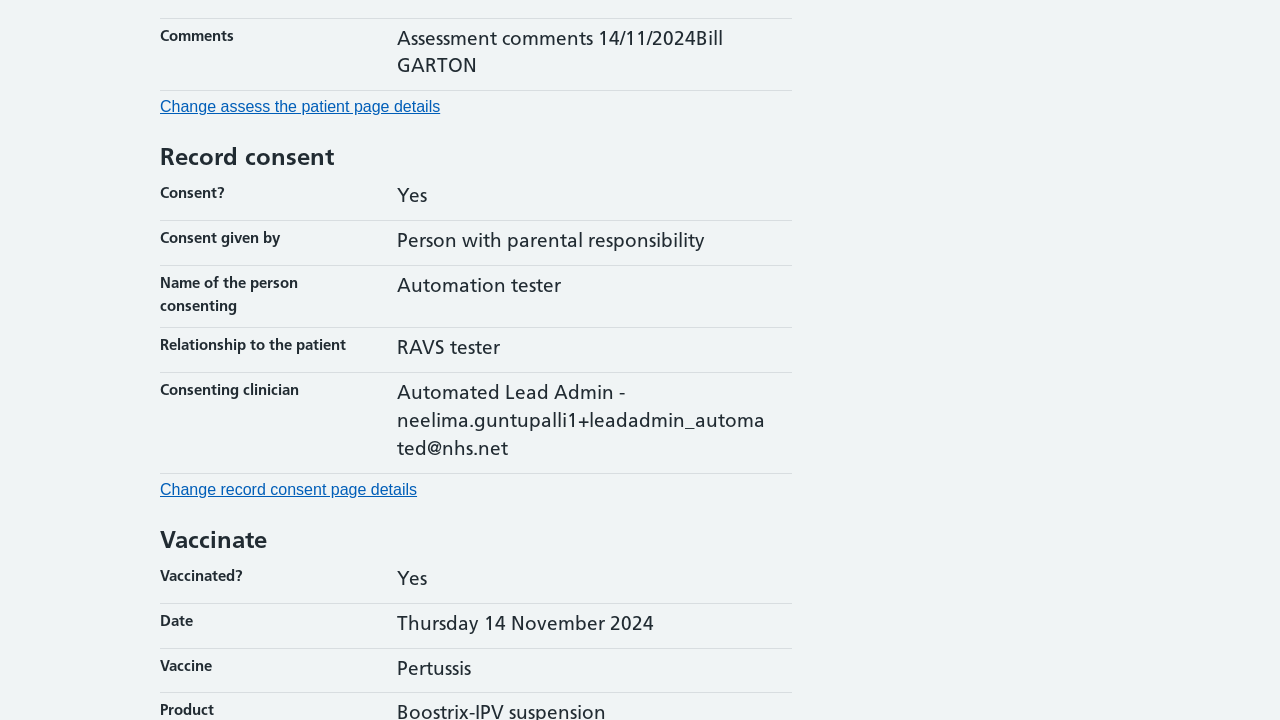 Comments
Assessment comments 14/11/2024Bill
GARTON
Change assess the patient page details
Record consent
Consent?
Yes
Consent given by
Person with parental responsibility
Name of the person
consenting
Automation tester
Relationship to the patient
RAVS tester
Consenting clinician
Automated Lead Admin -
neelima.guntupalli1+leadadmin_automa
ted@nhs.net
Change record consent page details
Vaccinate
Vaccinated?
Yes
Date
Thursday 14 November 2024
Vaccine
Pertussis
Product
Boostrix-IPV suspension